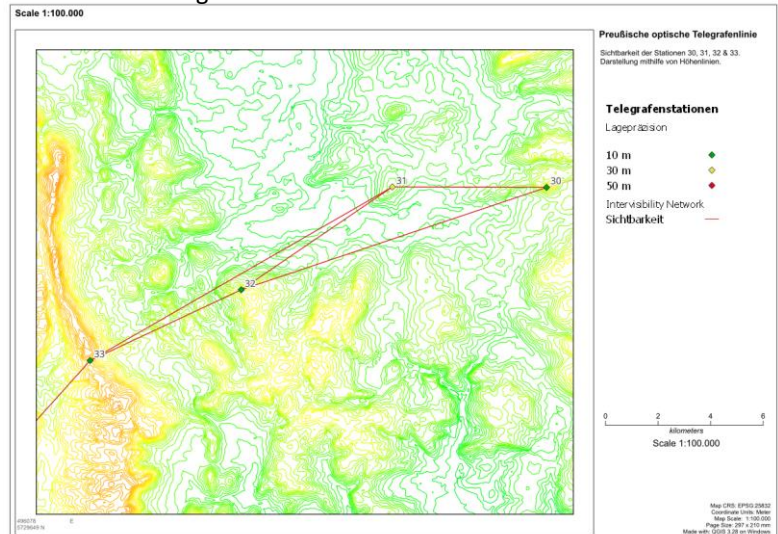 Scale 1:100.000
Preußische optische Telegrafenlinie
Sichtbarkeit der Stationen 30, 31, 32 & 33.
Darstellung mithilfe von Höhenlinien.
Telegrafenstationen
Lagepräzision
10 m
30 m
50 m
Intervisibility Network
Sichtbarkeit
31
30
32
33
0 2 4 6
kilometers
Scale 1:100.000
496076 E
5729649 N
Map CRS: EPSG:25832
Coordinate Units: Meter
Map Scale: 1:100.000
Page Size: 297 x 210 mm
Made with: QGIS 3.28 on Windows